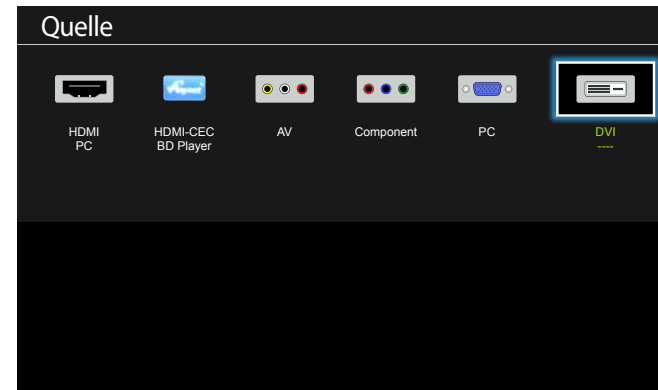 Quelle
HDMI
PC
HDMI-CEC
BD Player
AV
Component
PC
DVI
----